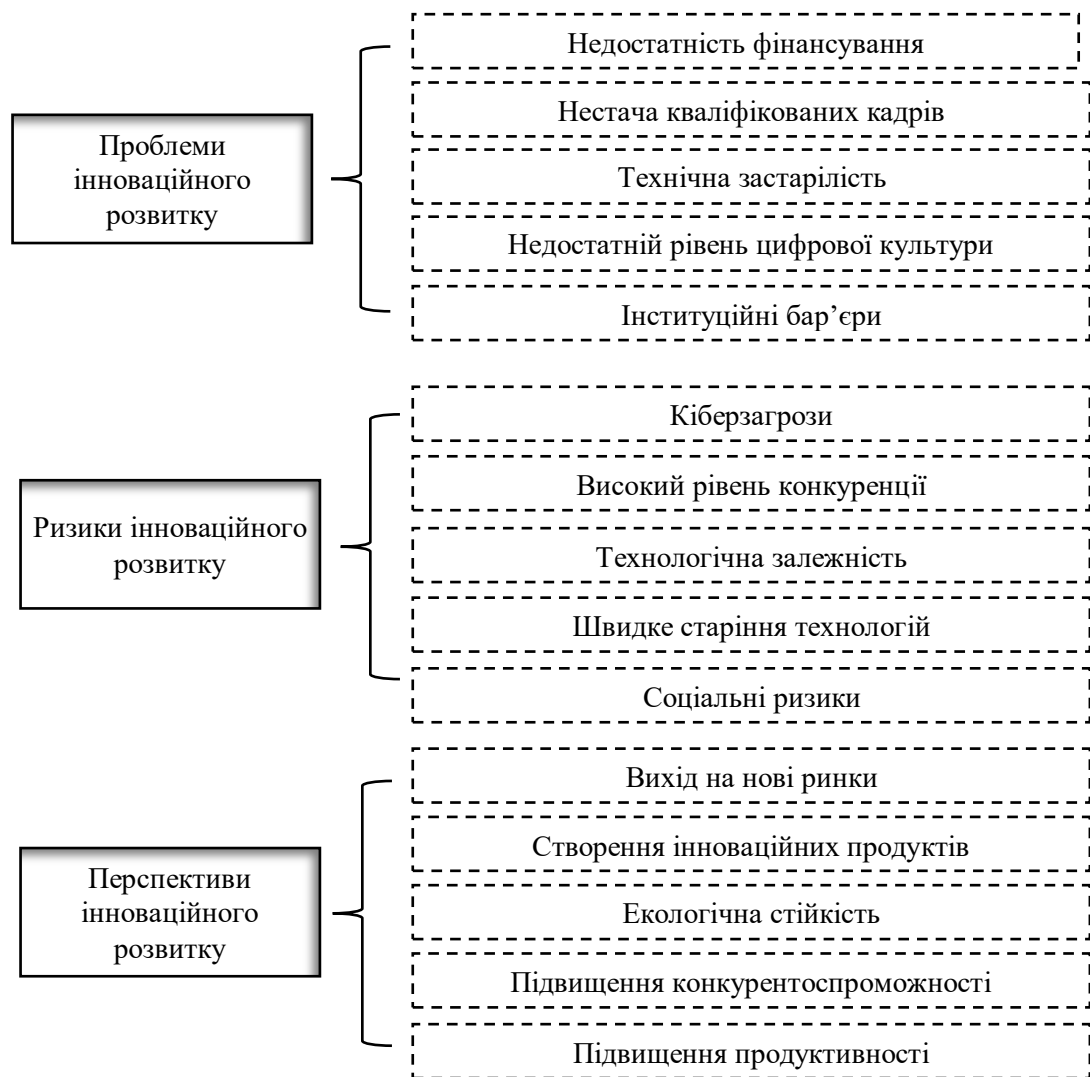 Проблеми
інноваційного
розвитку
Недостатність фінансування
Нестача кваліфікованих кадрів
Технічна застарілість
Недостатній рівень цифрової культури
Інституційні бар’єри
Ризики інноваційного
розвитку
Кіберзагрози
Високий рівень конкуренції
Технологічна залежність
Швидке старіння технологій
Соціальні ризики
Перспективи
інноваційного
розвитку
Вихід на нові ринки
Створення інноваційних продуктів
Екологічна стійкість
Підвищення конкурентоспроможності
Підвищення продуктивності